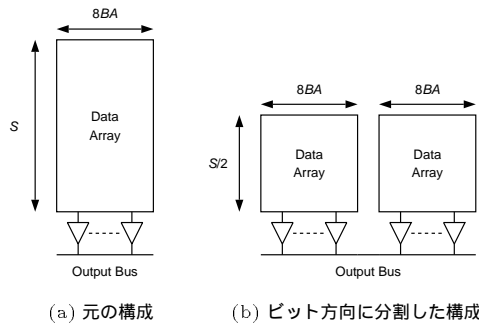 8BA
S
Data
Array
Output Bus
(a) 元の構成
8BA
8BA
S/2
Data
Array
Data
Array
Output Bus
(b) ビット方向に分割した構成